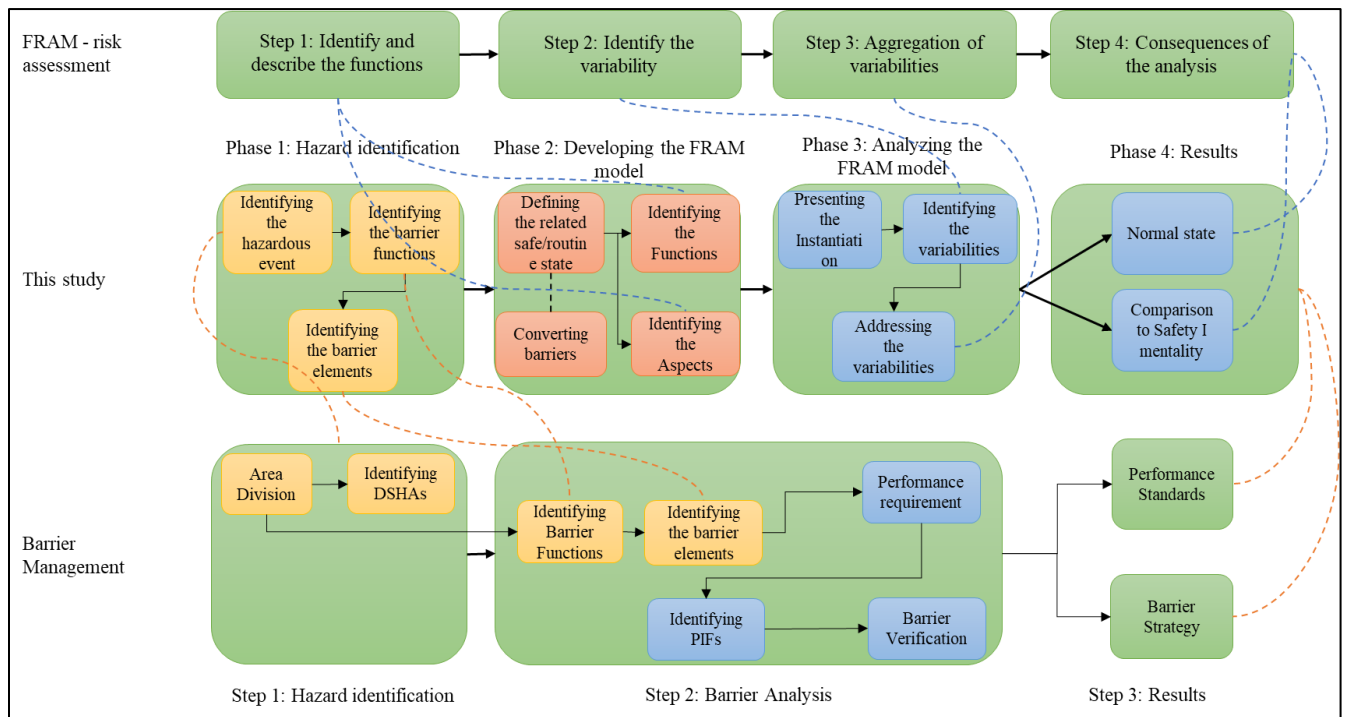 FRAM - risk
assessment
Step 1: Identify and
describe the functions
Step 2: Identify the
variability
Step 3: Aggregation of
variabilities
Step 4: Consequences of
the analysis
Phase 1: Hazard identification
Phase 2: Developing the FRAM
model
Phase 3: Analyzing the
FRAM model
Phase 4: Results
This study
Identifying
the
hazardous
event
Identifying
the barrier
functions
Identifying
the barrier
elements
Defining
the related
safe/routin
e state
Identifying
the
Functions
Converting
barriers
Identifying
the
Aspects
Presenting
the
Instantiati
on
Identifying
the
variabilities
Addressing
the
variabilities
Normal state
Comparison
to Safety I
mentality
Barrier
Management
Area
Division
Identifying
DSHAs
Identifying
Barrier
Functions
Identifying
the barrier
elements
Performance
requirement
Identifying
PIFs
Barrier
Verification
Performance
Standards
Barrier
Strategy
Step 1: Hazard identification
Step 2: Barrier Analysis
Step 3: Results